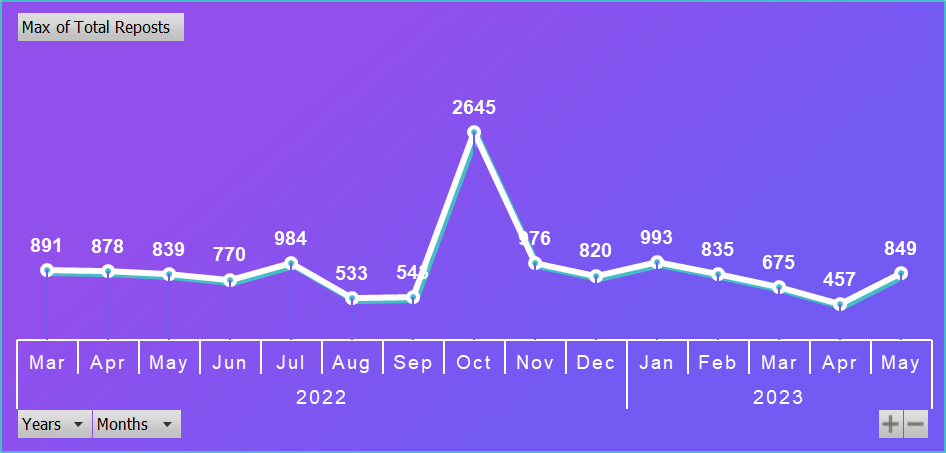 Max of Total Reposts
2645
891 878 839 770 984 533 976 820 993 835 675 457 849
Mar Apr May Jun Jul Aug Sep Oct Nov Dec Jan Feb Mar Apr May
2022 2023
Years Months